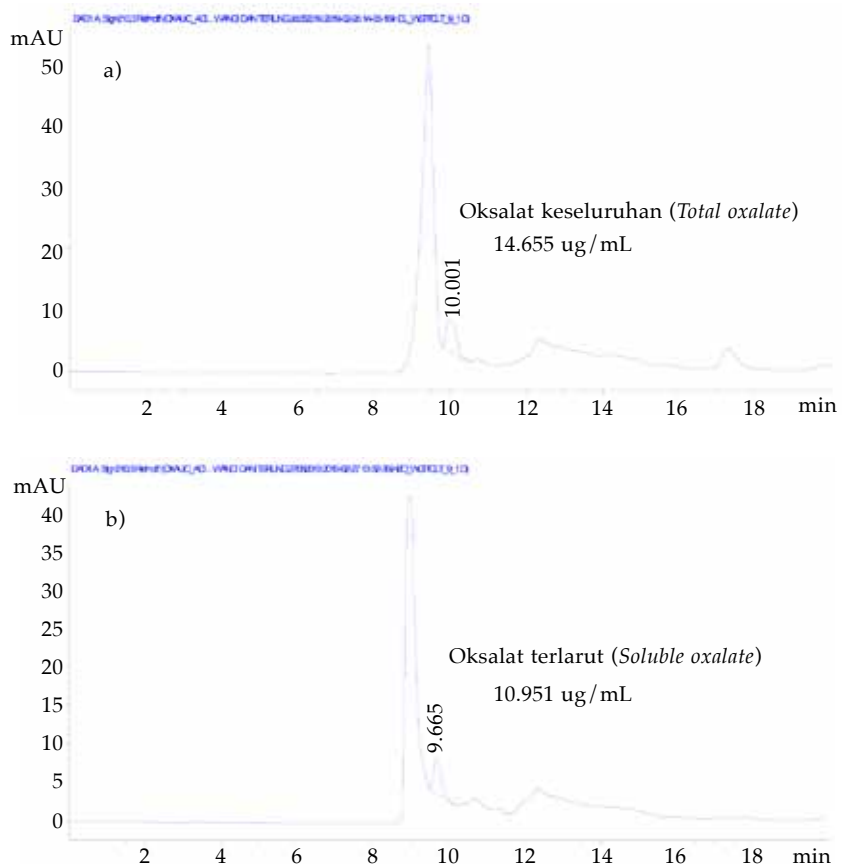 mAU
a)
50
40
30
20
10
0
Oksalat keseluruhan (Total oxalate)
14.655 ug/mL
10.001
2 4 6 8 10 12 14 16 18 min
mAU
b)
40
35
30
25
20
15
10
5
0
Oksalat terlarut (Soluble oxalate)
10.951 ug/mL
9.665
2 4 6 8 10 12 14 16 18 min